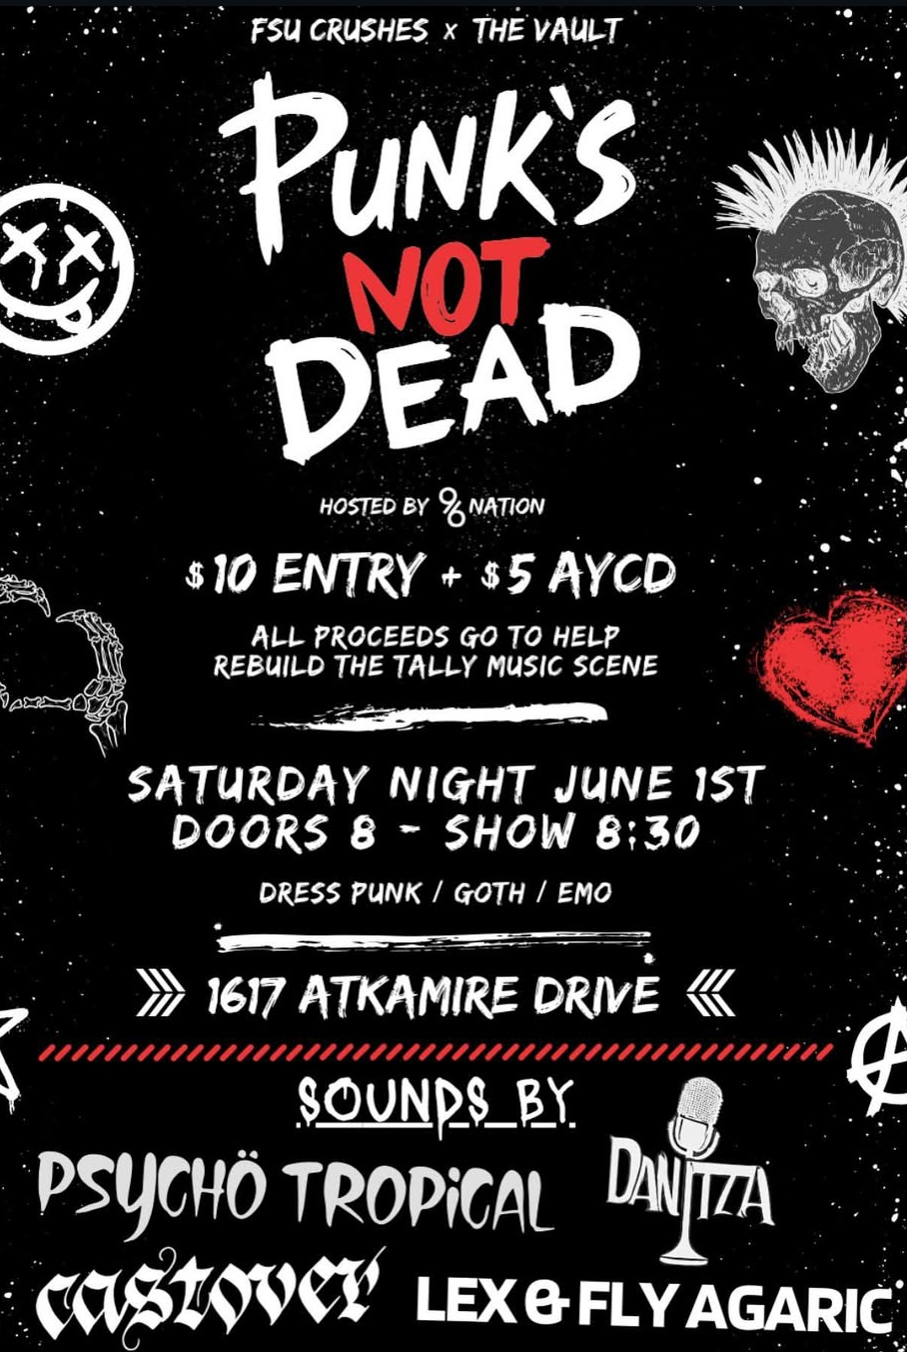 FSU CRUSHES x THE VAULT
PUNK'S
NOT
DEAD
HOSTED BY % NATION
$10 ENTRY + $5 AYCD
ALL PROCEEDS GO TO HELP
REBUILD THE TALLY MUSIC SCENE
SATURDAY NIGHT JUNE 1ST
DOORS 8 - SHOW 8:30
DRESS PUNK / GOTH / EMO
1617 ATKAMIRE DRIVE
SOUNDS BY
PSYCHÖ TROPiCAL
DANITZA
castover
LEX & FLY AGARIC